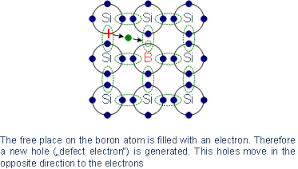 Si Si Si
Si B Si
Si Si Si
The free place on the boron atom is filled with an electron. Therefore
a new hole („defect electron“) is generated. This holes move in the
opposite direction to the electrons